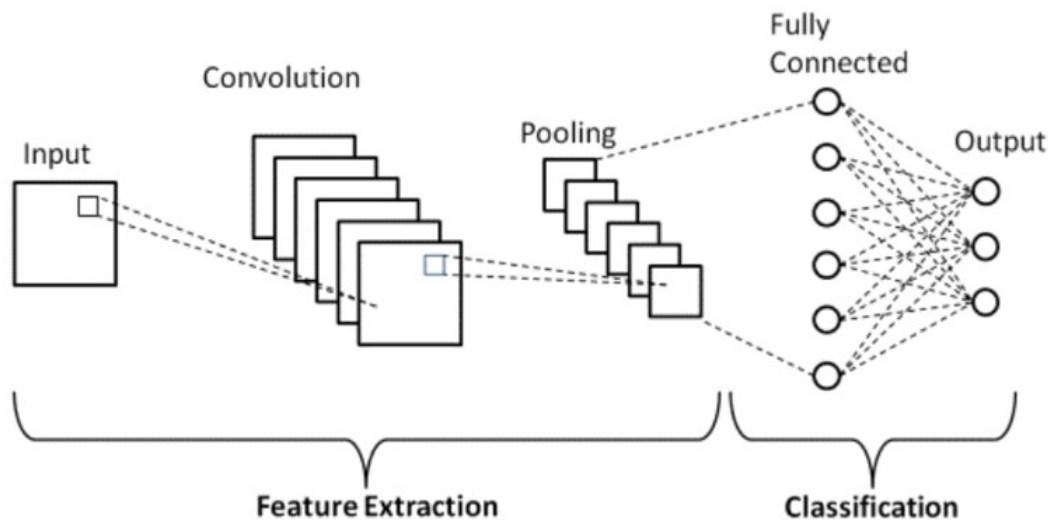 Input
Convolution
Pooling
Fully
Connected
Output
Feature Extraction
Classification